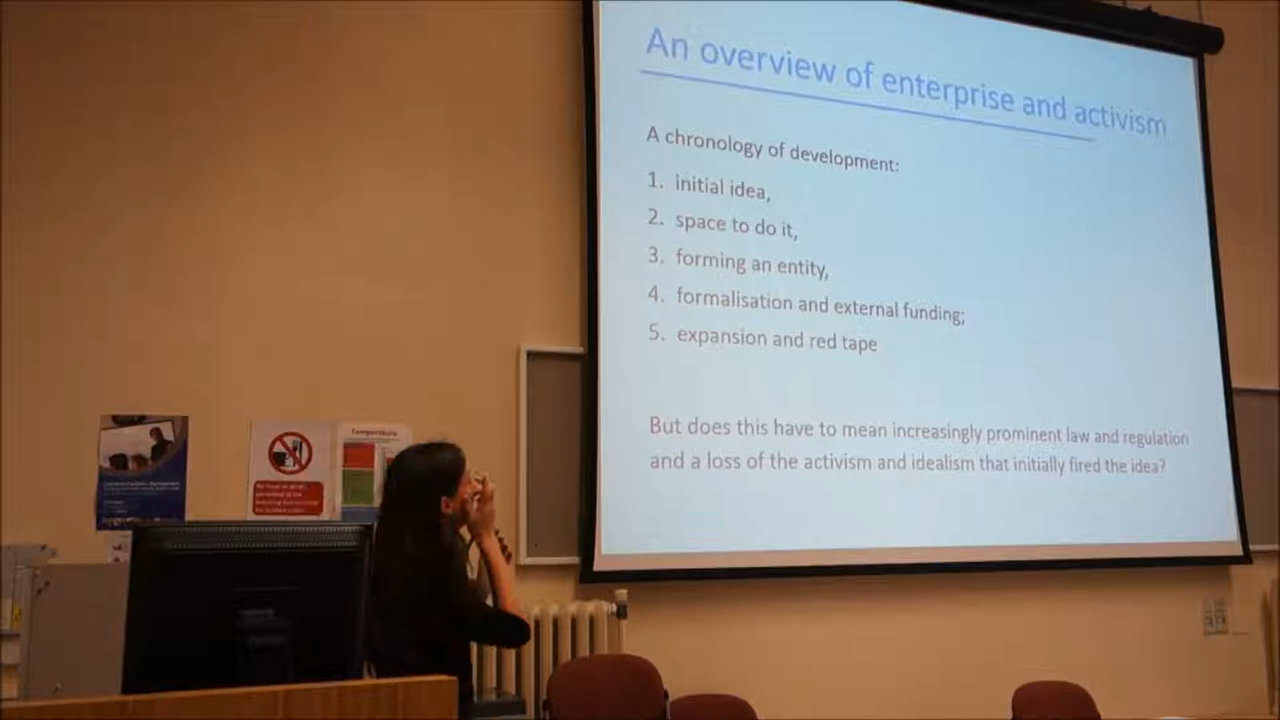 An overview of enterprise and activism
A chronology of development:
1. initial idea,
2. space to do it,
3. forming an entity,
4. formalisation and external funding;
5. expansion and red tape
But does this have to mean increasingly prominent law and regulation
and a loss of the activism and idealism that initially fired the idea?
Temperature